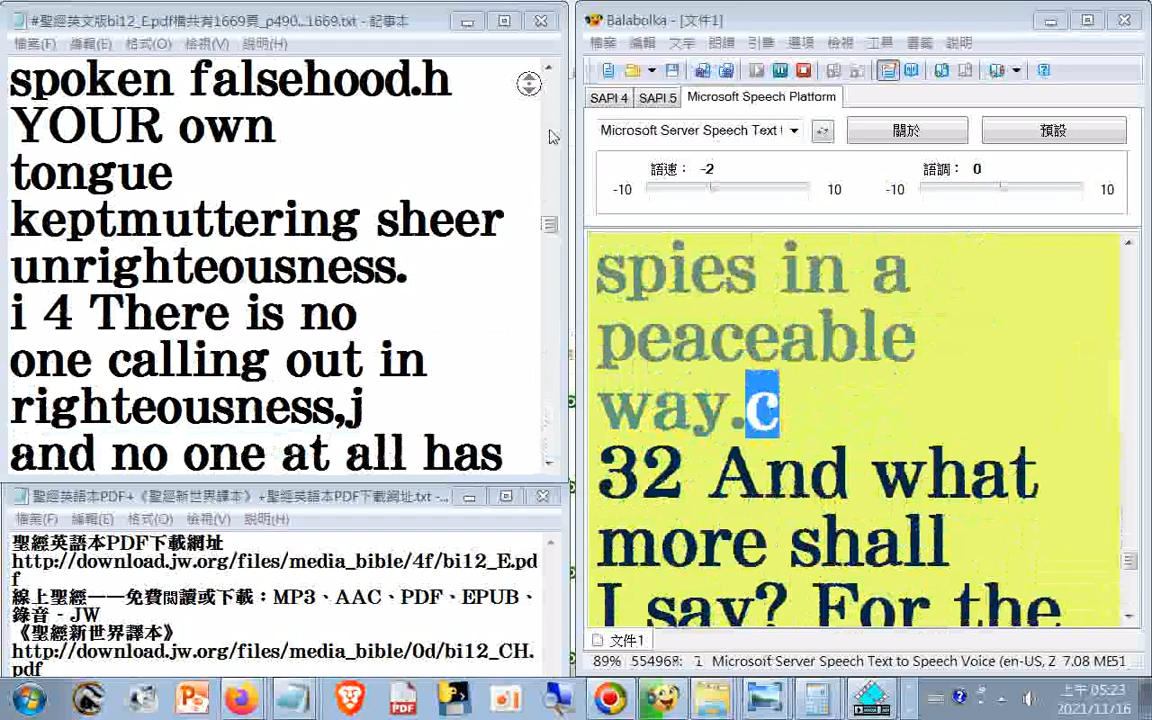 #聖經英文版bi12_E.pdf檔共有1669頁_p490...1669.txt - 記事本
檔案(F) 編輯(E) 格式(O) 檢視(V) 說明(H)
spoken falsehood.h
YOUR own
tongue
keptmuttering sheer
unrighteousness.
i 4 There is no
one calling out in
righteousness,j
and no one at all has
聖經英語本PDF+《聖經新世界譯本》+聖經英語本PDF下載網址.txt -...
檔案(F) 編輯(E) 格式(O) 檢視(V) 說明(H)
聖經英語本PDF下載網址
http://download.jw.org/files/media_bible/4f/bi12_E.pd
f
線上聖經——免費閱讀或下載：MP3、AAC、PDF、EPUB、
錄音 - JW
《聖經新世界譯本》
http://download.jw.org/files/media_bible/0d/bi12_CH.
pdf
Balabolka - [文件1]
檔案 編輯 文字 朗讀 引擎 選項 檢視 工具 書籤 說明
SAPI 4 SAPI 5 Microsoft Speech Platform
Microsoft Server Speech Text 關於 預設
語速： -2 語調： 0
-10 10 -10 10
spies in a
peaceable
way.c
32 And what
more shall
I say? For the
文件1
89% 55496 1 Microsoft Server Speech Text to Speech Voice (en-US, Z 7.08 ME51
上午 05:23
2021/11/16